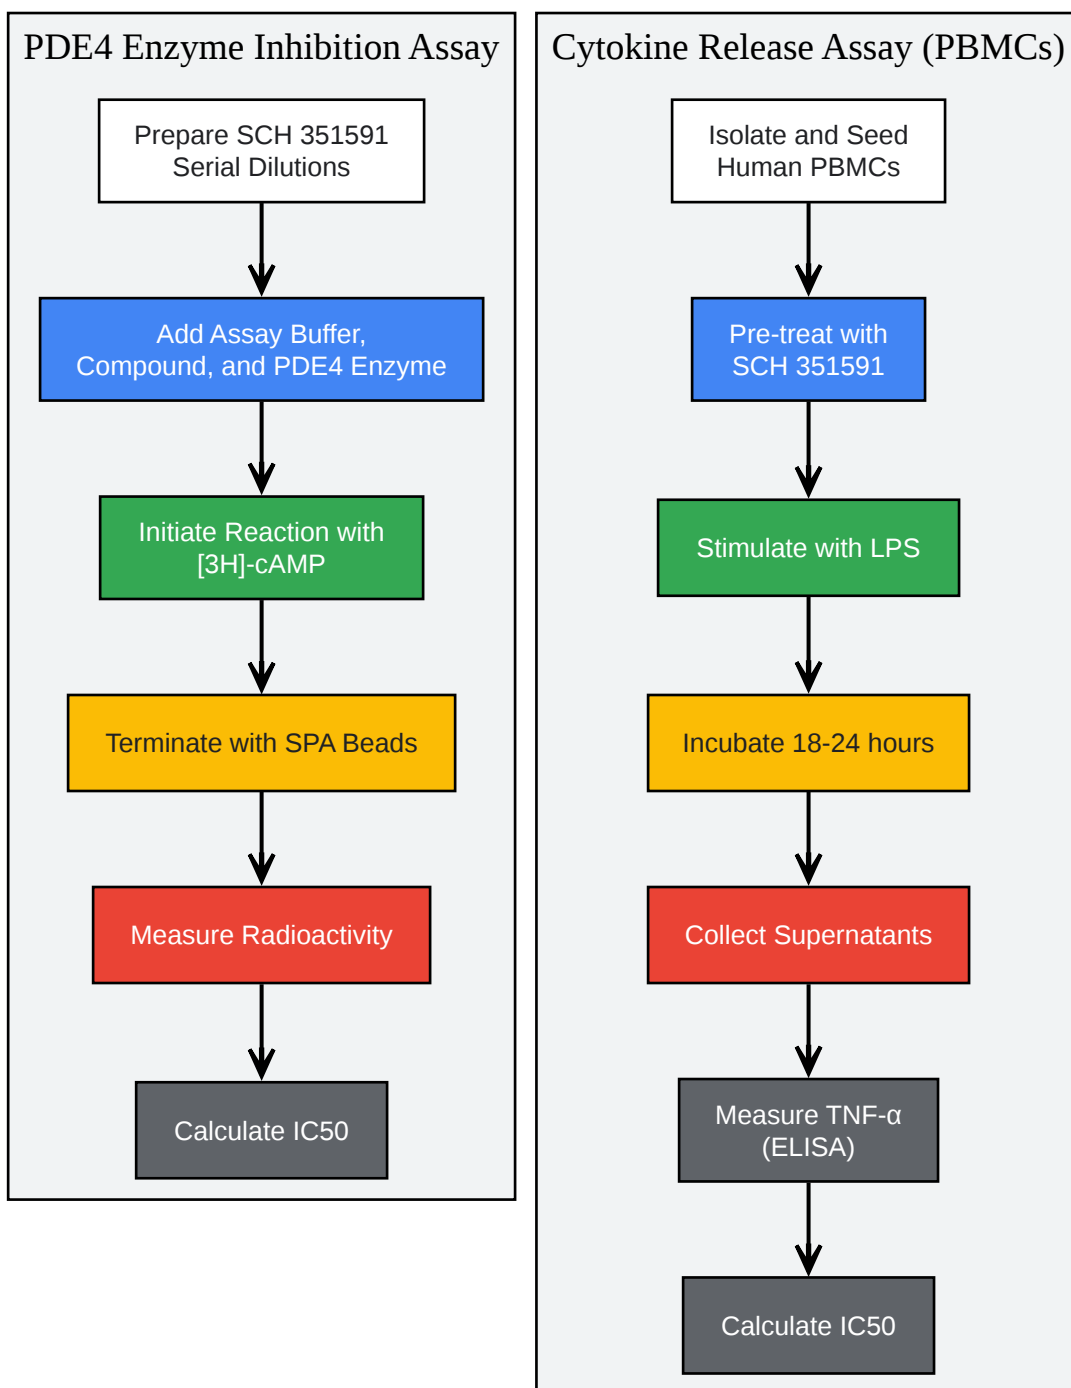 PDE4 Enzyme Inhibition Assay
Prepare SCH 351591
Serial Dilutions
Add Assay Buffer,
Compound, and PDE4 Enzyme
Initiate Reaction with
[3H]-cAMP
Terminate with SPA Beads
Measure Radioactivity
Calculate IC50
Cytokine Release Assay (PBMCs)
Isolate and Seed
Human PBMCs
Pre-treat with
SCH 351591
Stimulate with LPS
Incubate 18-24 hours
Collect Supernatants
Measure TNF-α
(ELISA)
Calculate IC50